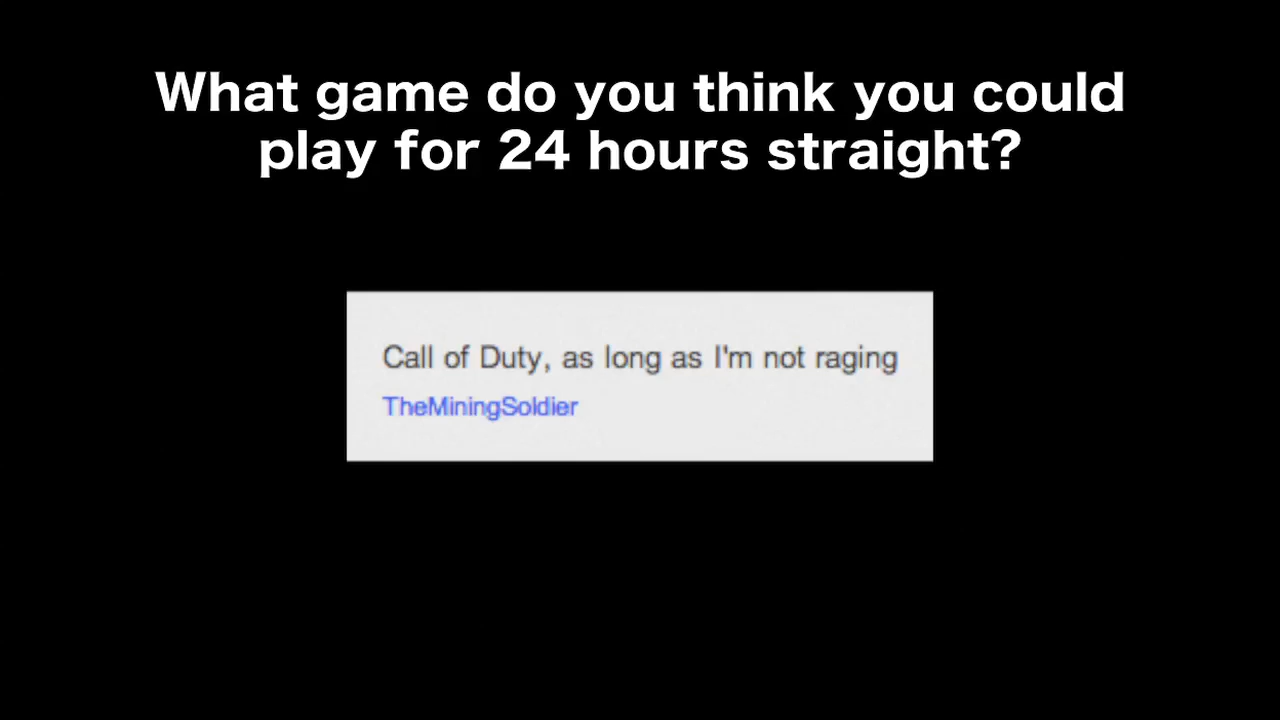 What game do you think you could
play for 24 hours straight?
Call of Duty, as long as I'm not raging
TheMiningSoldier